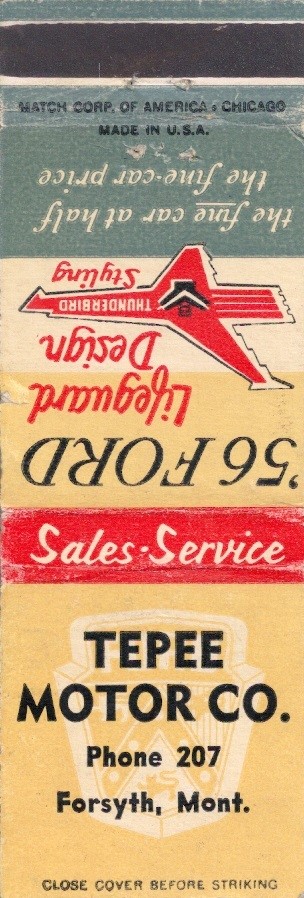 MATCH CORP. OF AMERICA • CHICAGO
MADE IN U.S.A.
'56 FORD
Lifeguard
Design
THUNDERBIRD
Styling
the fine car at half
the fine-car price
Sales-Service
TEPEE
MOTOR CO.
Phone 207
Forsyth, Mont.
CLOSE COVER BEFORE STRIKING